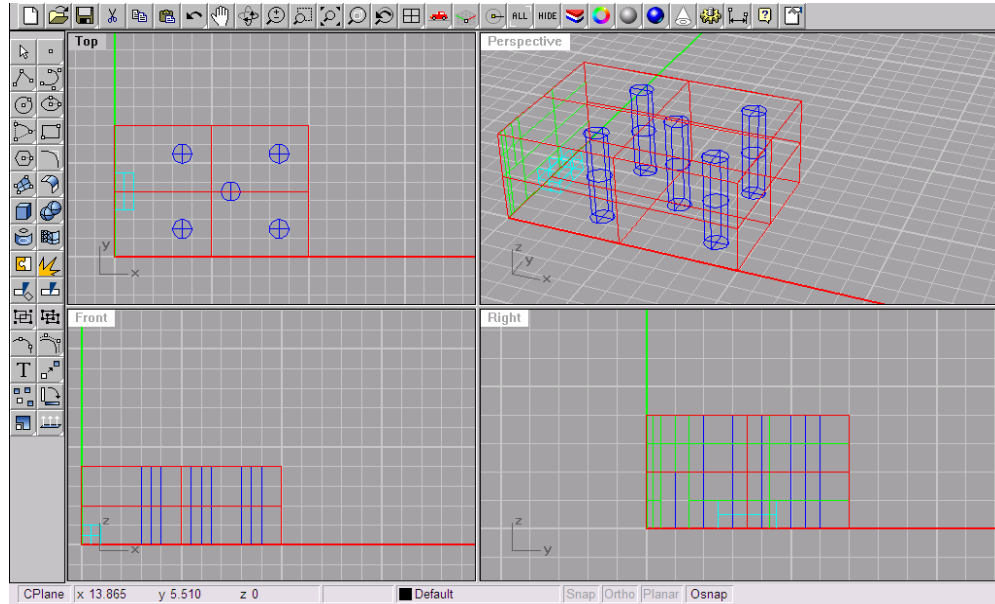 ALL HIDE
Top
Perspective
y
x
z
y
x
Front
Right
z
x
z
y
T
CPlane x 13.865 y 5.510 z 0 Default Snap Ortho Planar Osnap